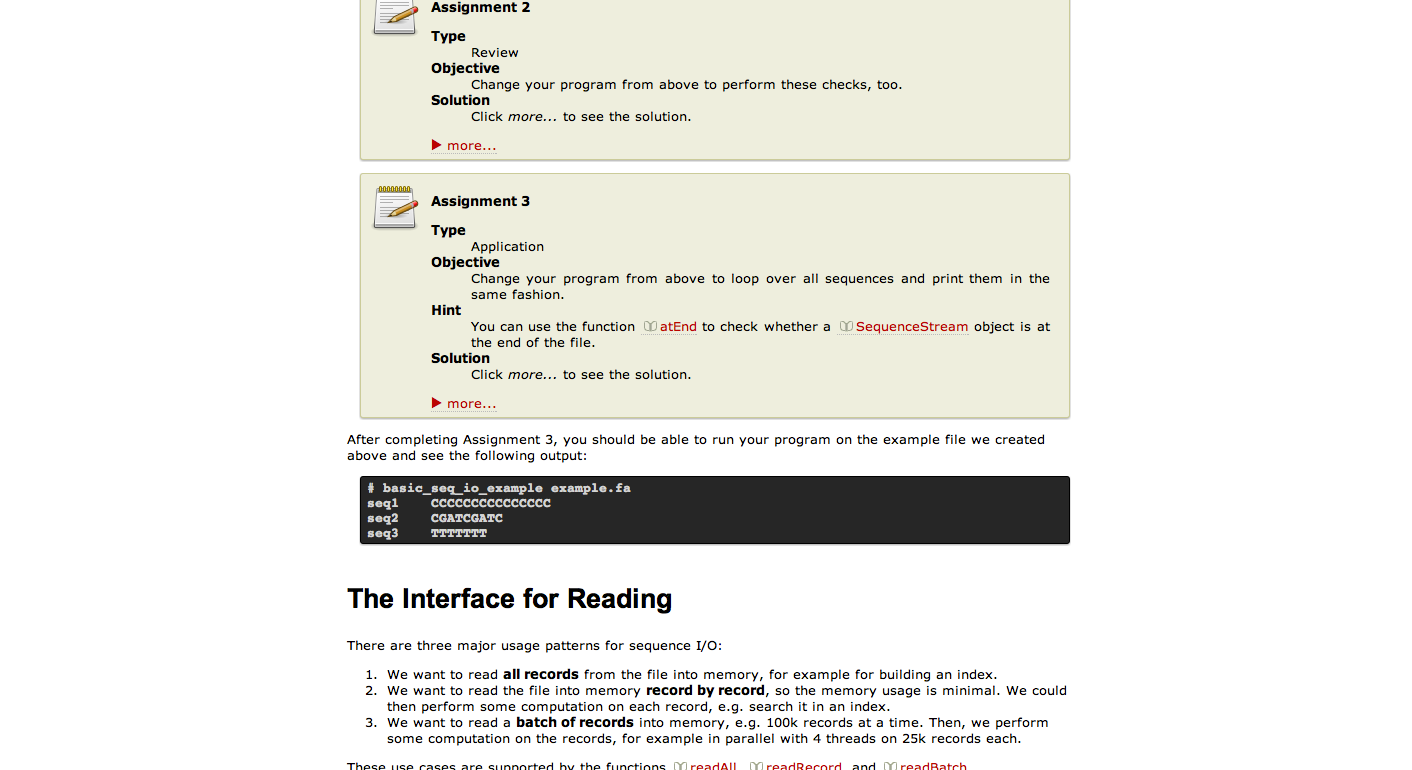 Assignment 2
Type
Review
Objective
Change your program from above to perform these checks, too.
Solution
Click more... to see the solution.
more...
Assignment 3
Type
Application
Objective
Change your program from above to loop over all sequences and print them in the
same fashion.
Hint
You can use the function atEnd to check whether a SequenceStream object is at
the end of the file.
Solution
Click more... to see the solution.
more...
After completing Assignment 3, you should be able to run your program on the example file we created
above and see the following output:
# basic_seq_io_example example.fa
seq1 CCCCCCCCCCCCCCC
seq2 CGATCGATC
seq3 TTTTTTT
The Interface for Reading
There are three major usage patterns for sequence I/O:
1. We want to read all records from the file into memory, for example for building an index.
2. We want to read the file into memory record by record, so the memory usage is minimal. We could
then perform some computation on each record, e.g. search it in an index.
3. We want to read a batch of records into memory, e.g. 100k records at a time. Then, we perform
some computation on the records, for example in parallel with 4 threads on 25k records each.
These use cases are supported by the functions readAll, readRecord, and readBatch.